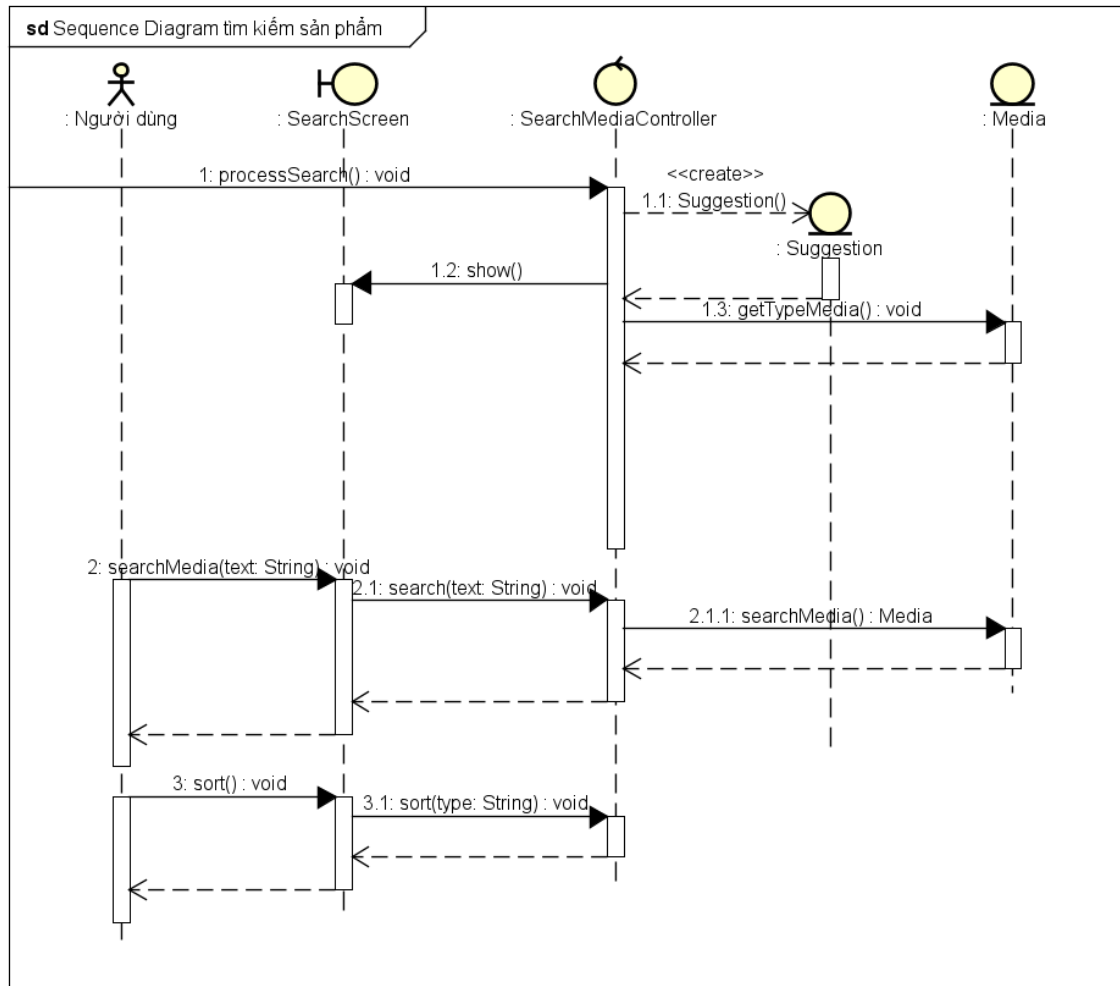 sd Sequence Diagram tìm kiếm sản phẩm
: Người dùng
: SearchScreen
: SearchMediaController
: Media
1: processSearch() : void
<<create>>
1.1: Suggestion()
: Suggestion
1.2: show()
1.3: getTypeMedia() : void
2: searchMedia(text: String) : void
2.1: search(text: String) : void
2.1.1: searchMedia() : Media
3: sort() : void
3.1: sort(type: String) : void